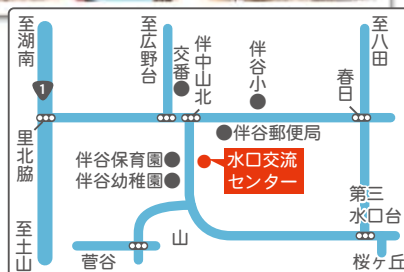 至湖南
至広野台
交番
伴中山北
伴谷小
至八田
春日
1
里北脇
伴谷郵便局
伴谷保育園
伴谷幼稚園
水口交流
センター
第三
水口台
至土山
菅谷
山
桜ヶ丘